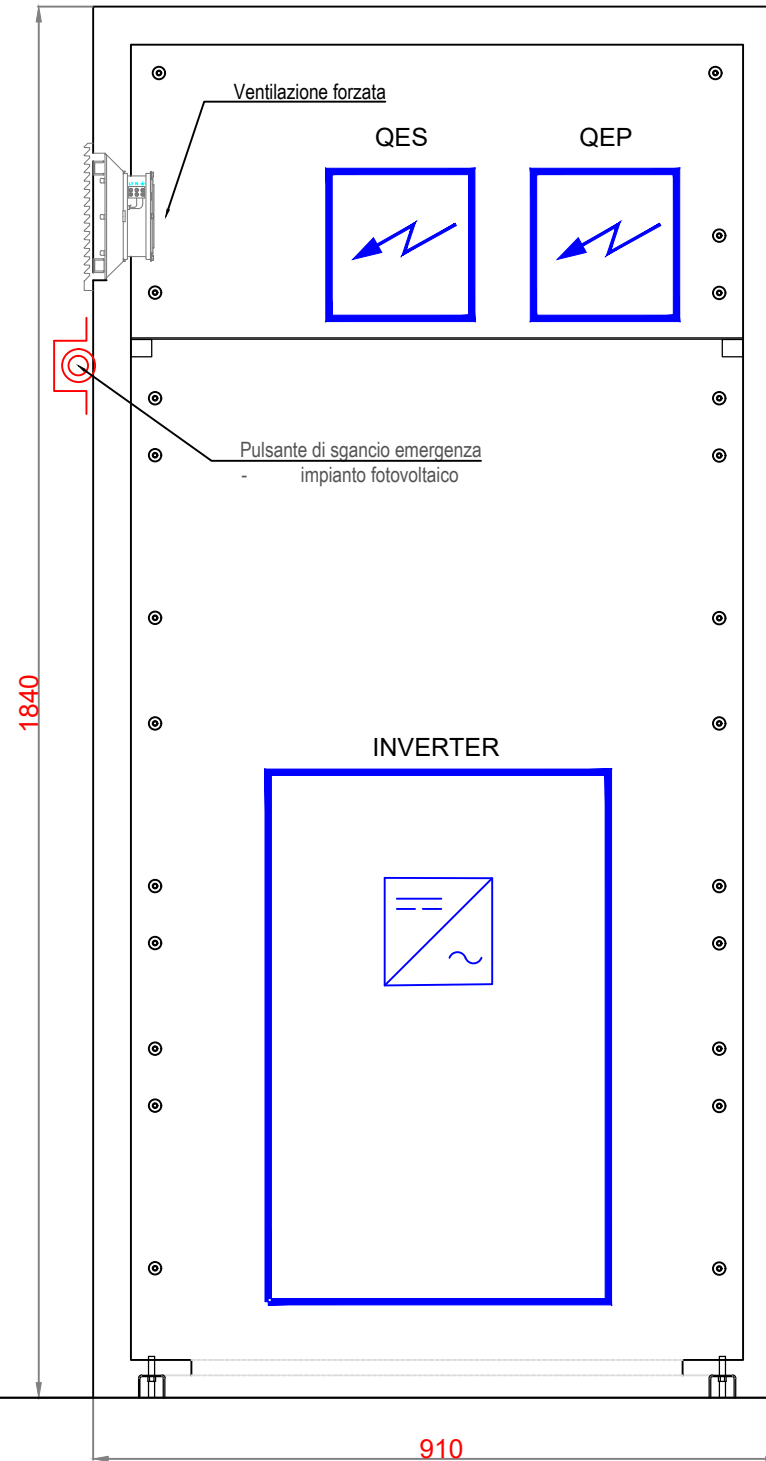 Ventilazione forzata
QES
QEP
Pulsante di sgancio emergenza
- impianto fotovoltaico
1840
INVERTER
910